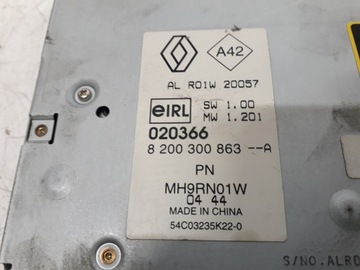 A42
AL R01W 20057
eIRL SW 1.00
MW 1.201
020366
8 200 300 863 --A
PN
MH9RN01W
04 44
MADE IN CHINA
54C03235K22-0
S/NO.ALR0